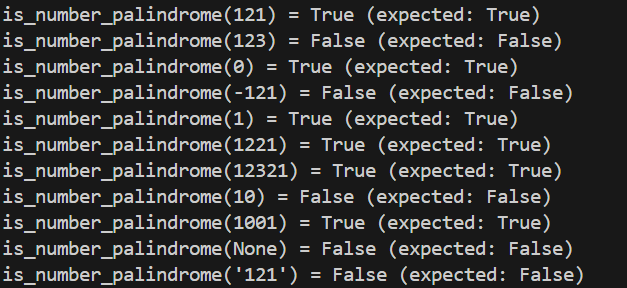 is_number_palindrome(121) = True (expected: True)
is_number_palindrome(123) = False (expected: False)
is_number_palindrome(0) = True (expected: True)
is_number_palindrome(-121) = False (expected: False)
is_number_palindrome(1) = True (expected: True)
is_number_palindrome(1221) = True (expected: True)
is_number_palindrome(12321) = True (expected: True)
is_number_palindrome(10) = False (expected: False)
is_number_palindrome(1001) = True (expected: True)
is_number_palindrome(None) = False (expected: False)
is_number_palindrome('121') = False (expected: False)